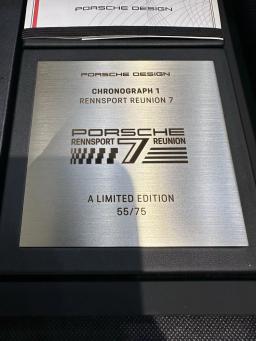 PORSCHE DESIGN
PORSCHE DESIGN
CHRONOGRAPH 1
RENNSPORT REUNION 7
PORSCHE
RENNSPORT 7 REUNION
A LIMITED EDITION
55/75